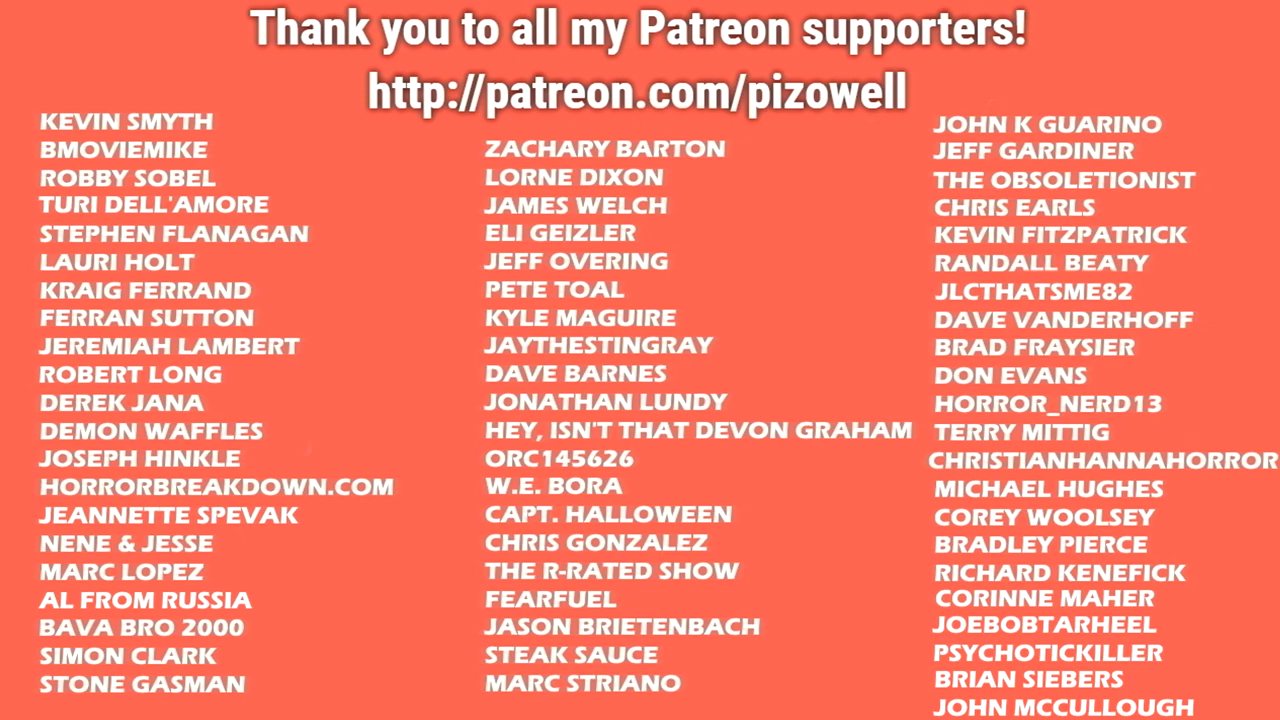 Thank you to all my Patreon supporters!
http://patreon.com/pizowell
KEVIN SMYTH
BMOVIEMIKE
ROBBY SOBEL
TURI DELL'AMORE
STEPHEN FLANAGAN
LAURI HOLT
KRAIG FERRAND
FERRAN SUTTON
JEREMIAH LAMBERT
ROBERT LONG
DEREK JANA
DEMON WAFFLES
JOSEPH HINKLE
HORRORBREAKDOWN.COM
JEANNETTE SPEVAK
NENE & JESSE
MARC LOPEZ
AL FROM RUSSIA
BAVA BRO 2000
SIMON CLARK
STONE GASMAN
ZACHARY BARTON
LORNE DIXON
JAMES WELCH
ELI GEIZLER
JEFF OVERING
PETE TOAL
KYLE MAGUIRE
JAYTHESTINGRAY
DAVE BARNES
JONATHAN LUNDY
HEY, ISN'T THAT DEVON GRAHAM
ORC145626
W.E. BORA
CAPT. HALLOWEEN
CHRIS GONZALEZ
THE R-RATED SHOW
FEARFUEL
JASON BRIETENBACH
STEAK SAUCE
MARC STRIANO
JOHN K GUARINO
JEFF GARDINER
THE OBSOLETIONIST
CHRIS EARLS
KEVIN FITZPATRICK
RANDALL BEATY
JLCTHATSME82
DAVE VANDERHOFF
BRAD FRAYSIER
DON EVANS
HORROR_NERD13
TERRY MITTIG
CHRISTIANHANNAHORROR
MICHAEL HUGHES
COREY WOOLSEY
BRADLEY PIERCE
RICHARD KENEFICK
CORINNE MAHER
JOEBOBTARHEEL
PSYCHOTICKILLER
BRIAN SIEBERS
JOHN MCCULLOUGH